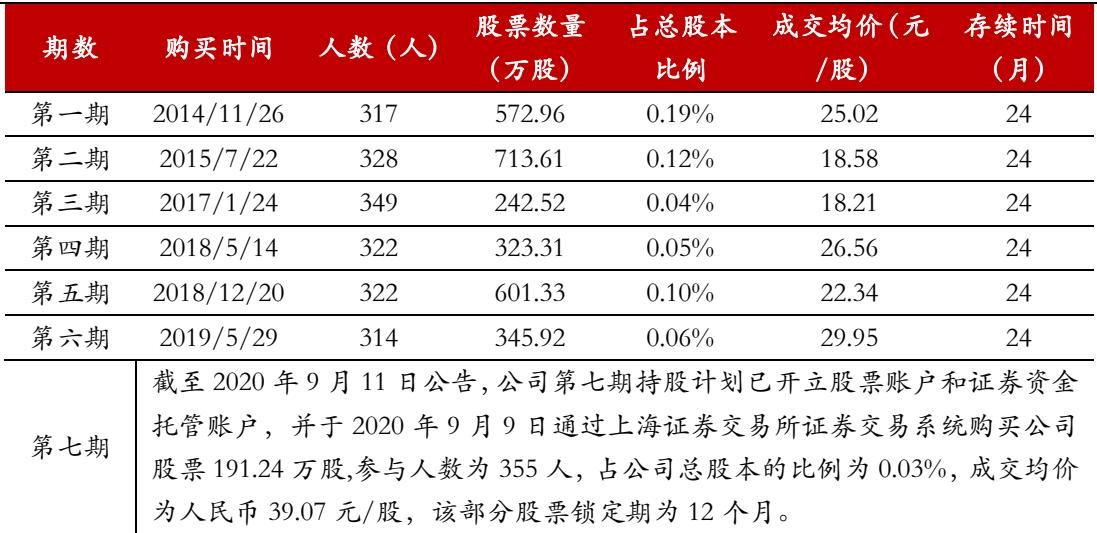 期数 购买时间 人数（人） 股票数量（万股） 占总股本比例 成交均价(元/股) 存续时间（月）
第一期 2014/11/26 317 572.96 0.19% 25.02 24
第二期 2015/7/22 328 713.61 0.12% 18.58 24
第三期 2017/1/24 349 242.52 0.04% 18.21 24
第四期 2018/5/14 322 323.31 0.05% 26.56 24
第五期 2018/12/20 322 601.33 0.10% 22.34 24
第六期 2019/5/29 314 345.92 0.06% 29.95 24
第七期
截至 2020 年 9 月 11 日公告，公司第七期持股计划已开立股票账户和证券资金
托管账户，并于 2020 年 9 月 9 日通过上海证券交易所证券交易系统购买公司
股票 191.24 万股,参与人数为 355 人，占公司总股本的比例为 0.03%，成交均价
为人民币 39.07 元/股，该部分股票锁定期为 12 个月。